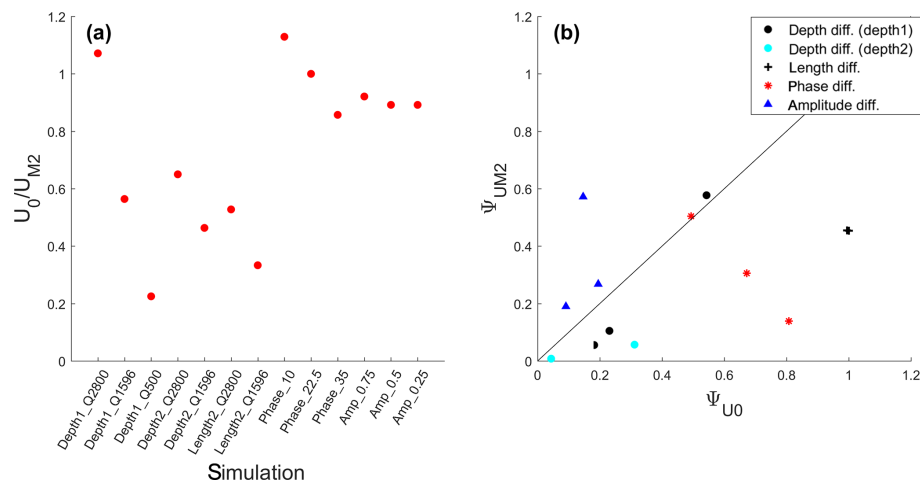 (a)
1.2
1
0.8
0.6
0.4
0.2
0
U0/UM2
Depth1_Q2800
Depth1_Q1596
Depth1_Q500
Depth2_Q2800
Depth2_Q1596
Length2_Q2800
Length2_Q1596
Phase_10
Phase_22.5
Phase_35
Amp_0.75
Amp_0.5
Amp_0.25
Simulation
(b)
Depth diff. (depth1)
Depth diff. (depth2)
Length diff.
Phase diff.
Amplitude diff.
1.2
1
0.8
0.6
0.4
0.2
0
ΨUM2
0
0.2
0.4
0.6
0.8
1
1.2
ΨU0